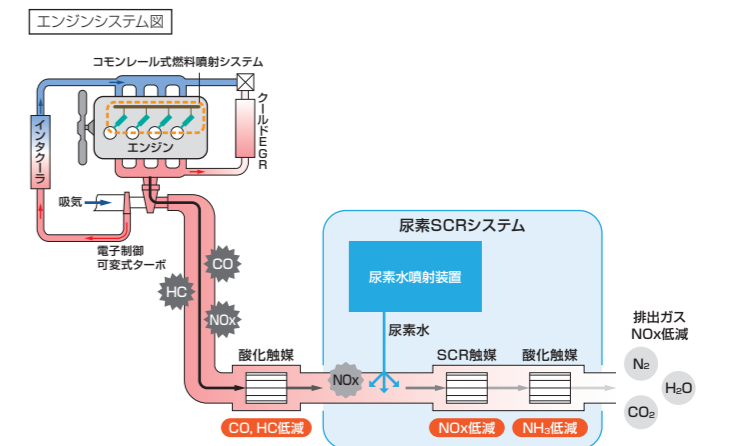 エンジンシステム図
コモンレール式燃料噴射システム
クールドEGR
インタクーラ
エンジン
吸気
電子制御
可変式ターボ
CO
HC
NOx
尿素SCRシステム
尿素水噴射装置
尿素水
酸化触媒
NOx
SCR触媒
酸化触媒
CO, HC低減
NOx低減
NH₃低減
排出ガス
NOx低減
N₂
H₂O
CO₂